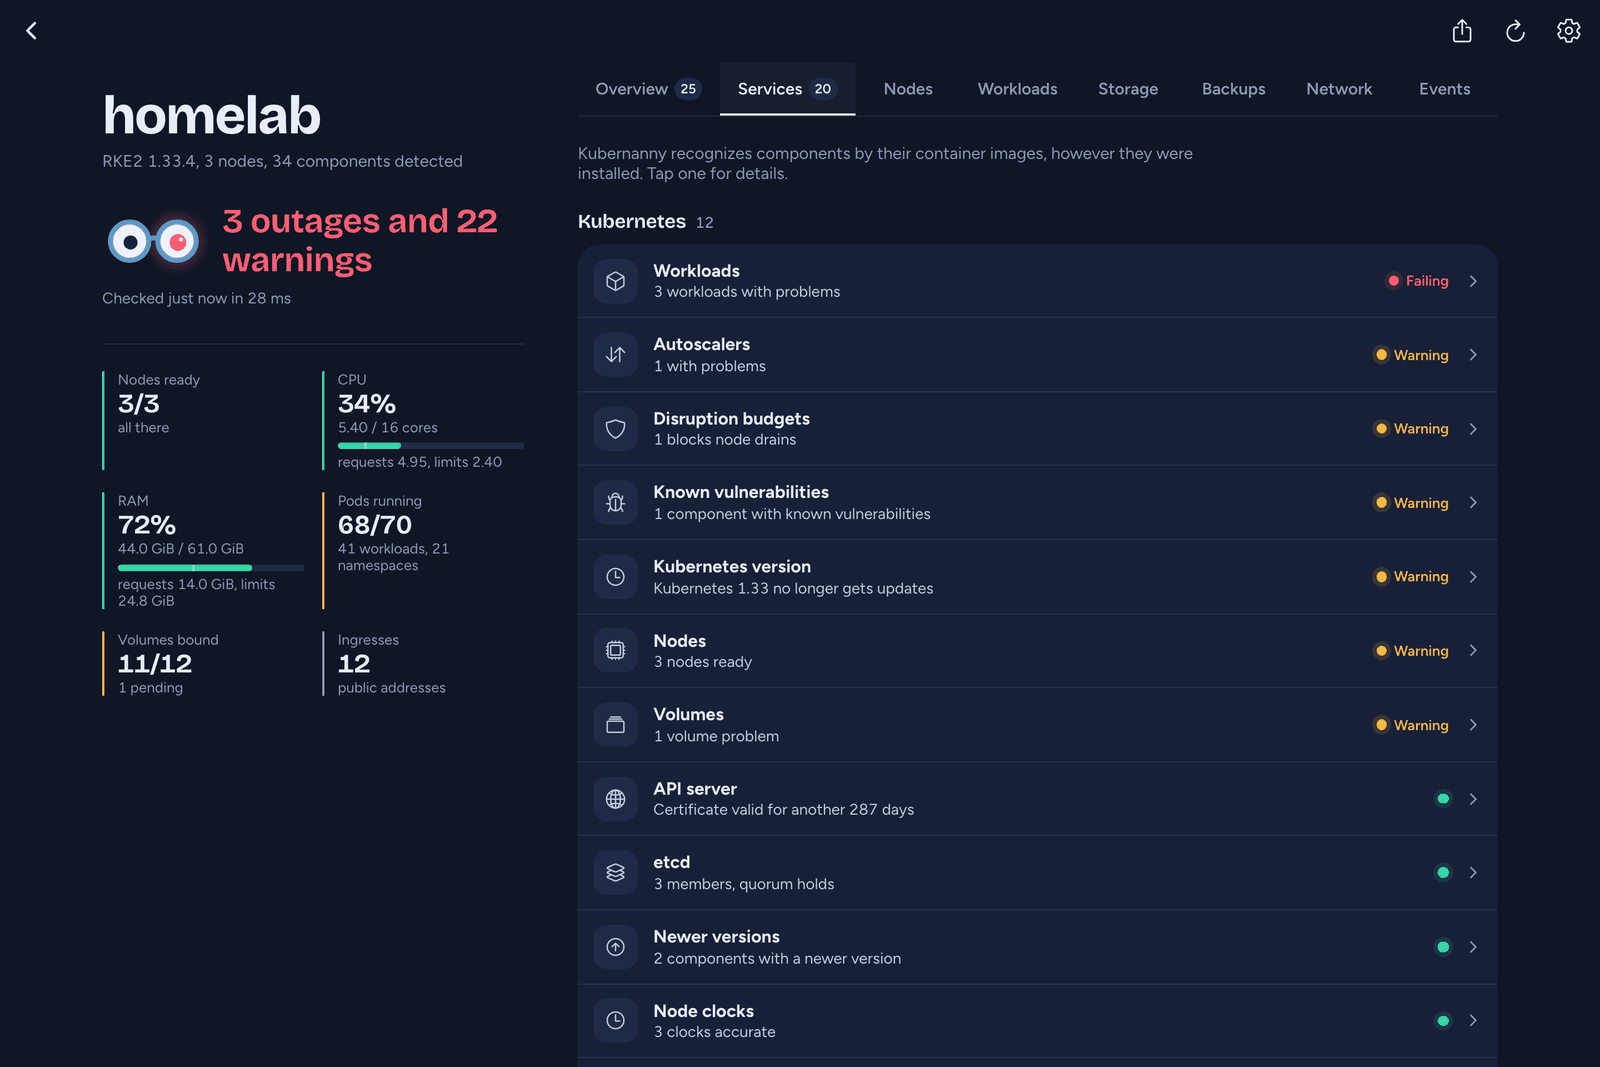 homelab
RKE2 1.33.4, 3 nodes, 34 components detected
3 outages and 22
warnings
Checked just now in 28 ms
Nodes ready
3/3
all there
CPU
34%
5.40 / 16 cores
requests 4.95, limits 2.40
RAM
72%
44.0 GiB / 61.0 GiB
requests 14.0 GiB, limits
24.8 GiB
Pods running
68/70
41 workloads, 21
namespaces
Volumes bound
11/12
1 pending
Ingresses
12
public addresses
Overview 25
Services 20
Nodes
Workloads
Storage
Backups
Network
Events
Kubernanny recognizes components by their container images, however they were
installed. Tap one for details.
Kubernetes 12
Workloads
3 workloads with problems
Failing
Autoscalers
1 with problems
Warning
Disruption budgets
1 blocks node drains
Warning
Known vulnerabilities
1 component with known vulnerabilities
Warning
Kubernetes version
Kubernetes 1.33 no longer gets updates
Warning
Nodes
3 nodes ready
Warning
Volumes
1 volume problem
Warning
API server
Certificate valid for another 287 days
etcd
3 members, quorum holds
Newer versions
2 components with a newer version
Node clocks
3 clocks accurate